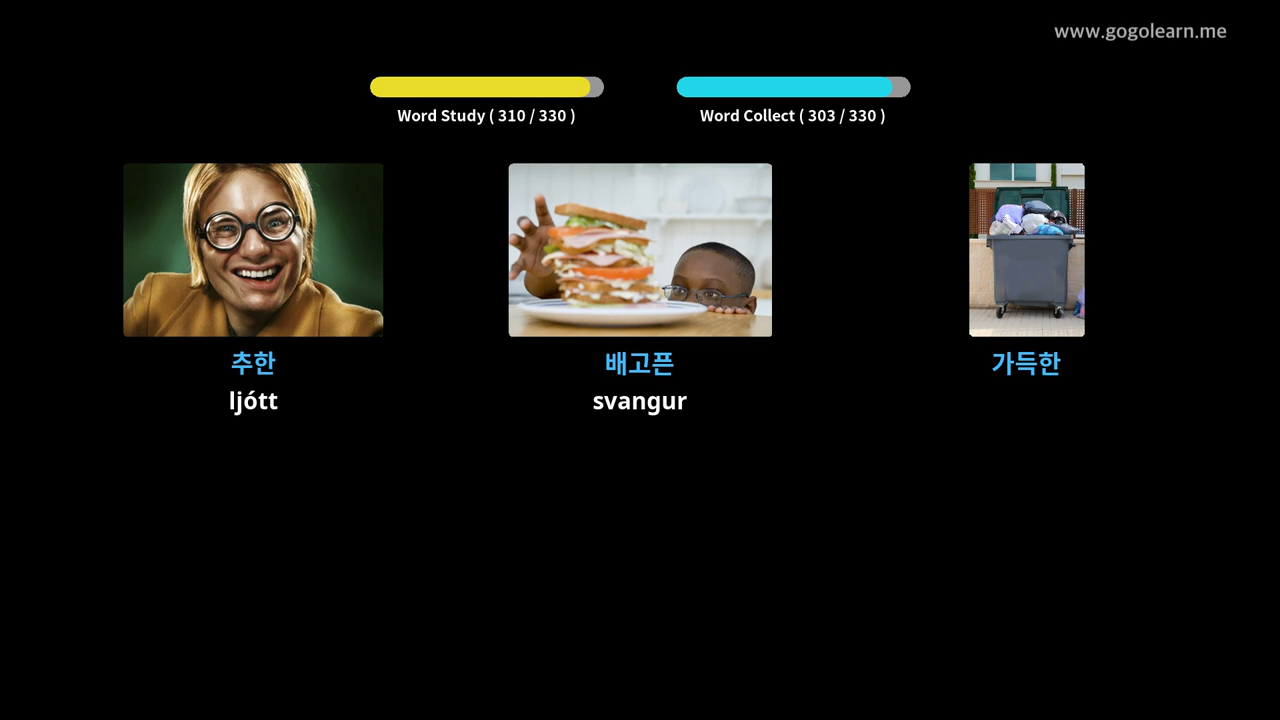 www.gogolearn.me
Word Study ( 310 / 330 )
Word Collect ( 303 / 330 )
추한
배고픈
가득한
ljótt
svangur